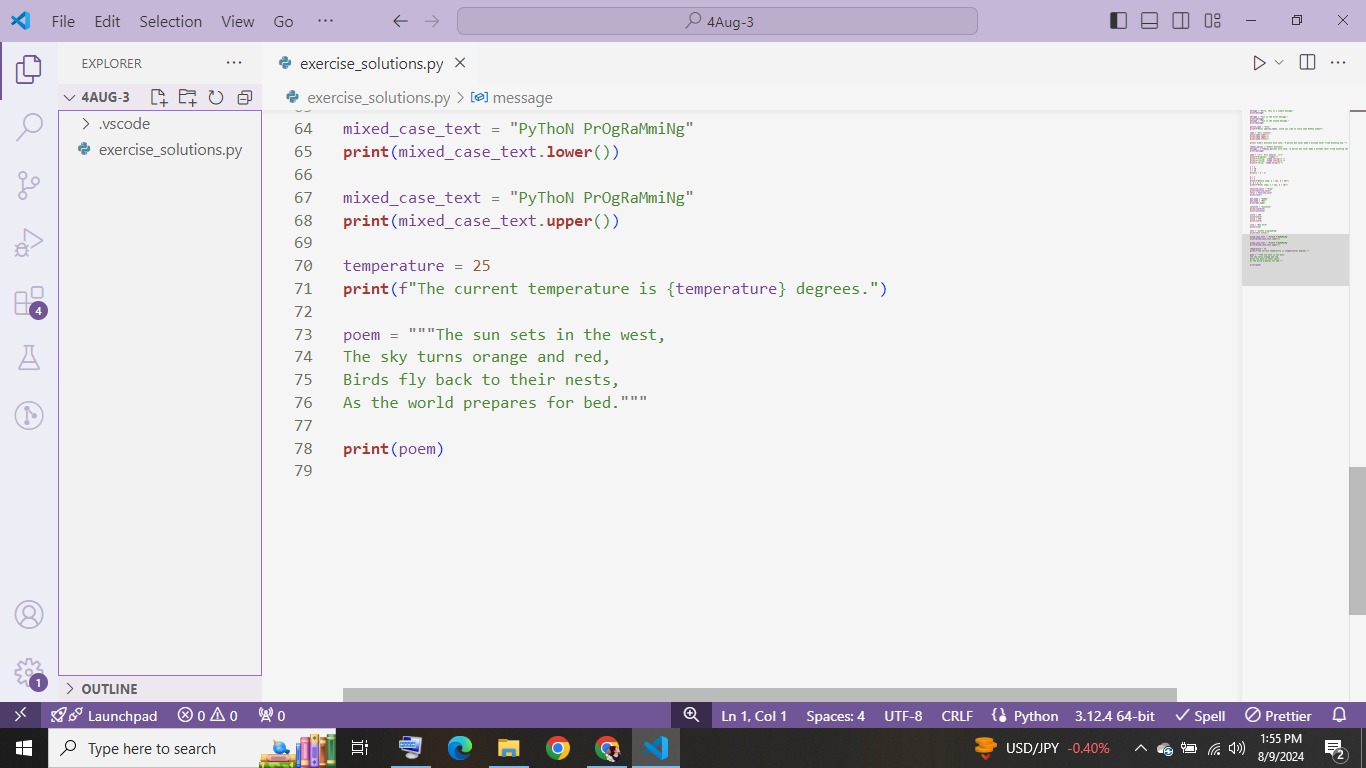 File Edit Selection View Go ··· 4Aug-3
EXPLORER ···
4AUG-3
.vscode
exercise_solutions.py
OUTLINE
exercise_solutions.py
exercise_solutions.py > message
64 mixed_case_text = "PyThoN PrOgRaMmiNg"
65 print(mixed_case_text.lower())
66
67 mixed_case_text = "PyThoN PrOgRaMmiNg"
68 print(mixed_case_text.upper())
69
70 temperature = 25
71 print(f"The current temperature is {temperature} degrees.")
72
73 poem = """The sun sets in the west,
74 The sky turns orange and red,
75 Birds fly back to their nests,
76 As the world prepares for bed."""
77
78 print(poem)
79
4
1
Launchpad 0 0 0 Ln 1, Col 1 Spaces: 4 UTF-8 CRLF Python 3.12.4 64-bit Spell Prettier
Type here to search USD/JPY -0.40% 1:55 PM
8/9/2024
2